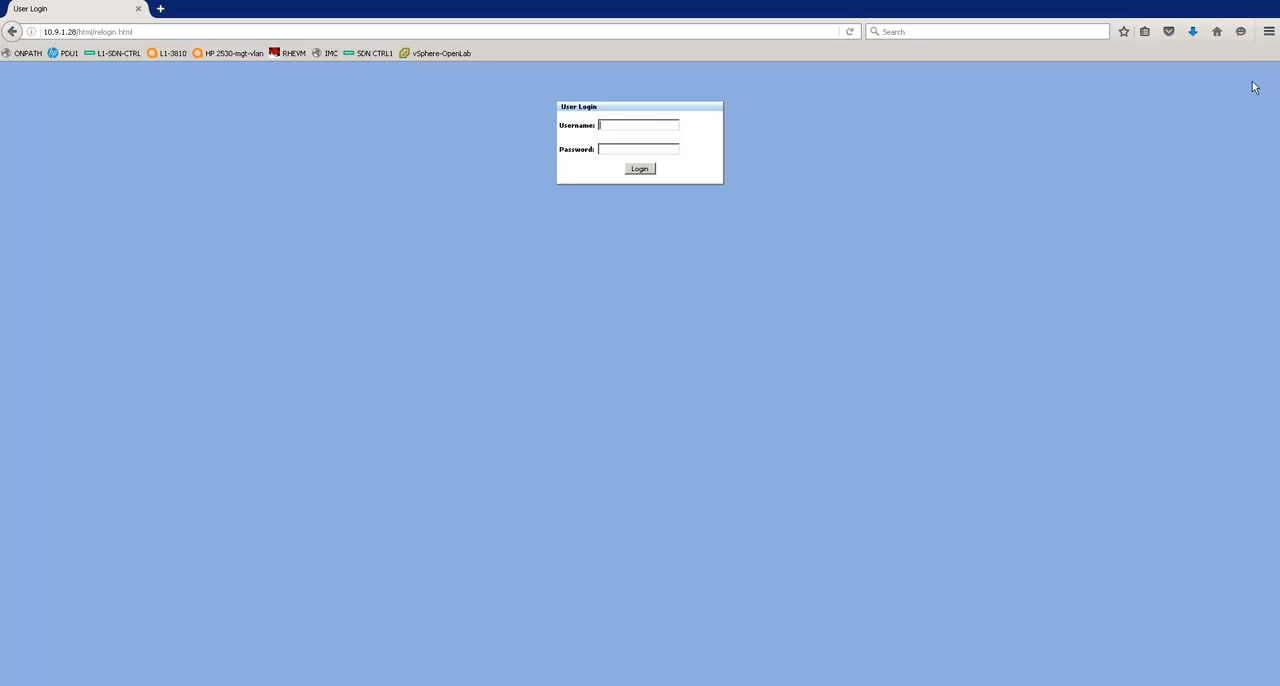 User Login
10.9.1.28/html/relogin.html
Search
ONPATH PDU1 L1-SDN-CTRL L1-3810 HP 2530-mgt-vlan RHEVM IMC SDN CTRL1 vSphere-OpenLab
User Login
Username:
Password:
Login